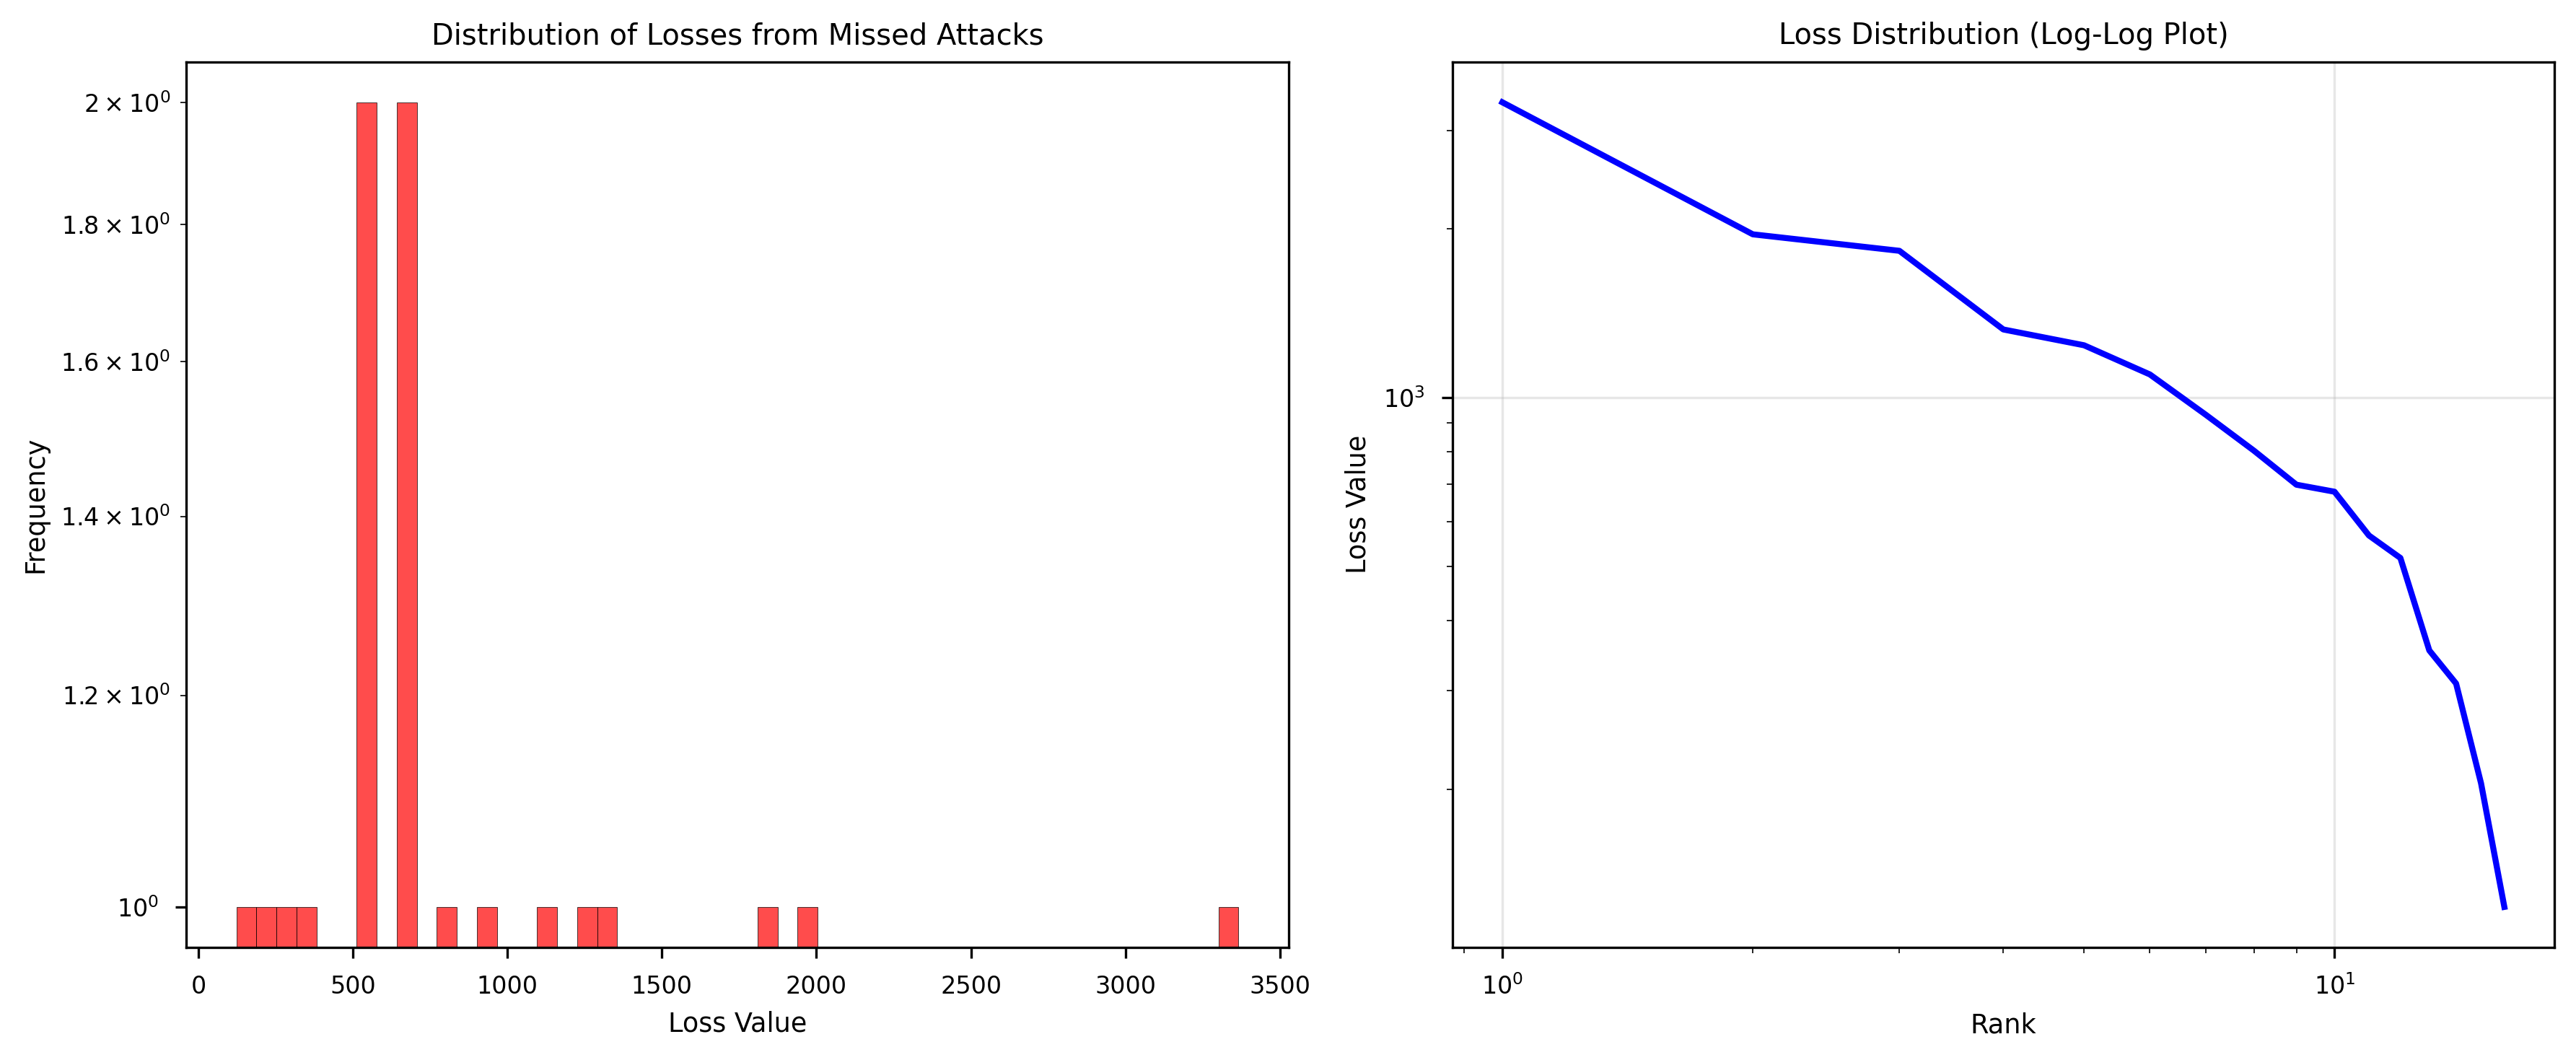 Distribution of Losses from Missed Attacks
Frequency
2 × 10⁰
1.8 × 10⁰
1.6 × 10⁰
1.4 × 10⁰
1.2 × 10⁰
10⁰
0 500 1000 1500 2000 2500 3000 3500
Loss Value
Loss Distribution (Log-Log Plot)
Loss Value
10³
10⁰ 10¹
Rank